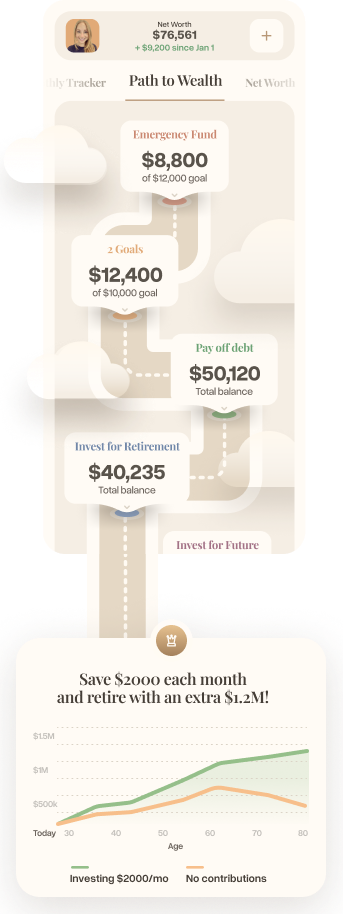 Net Worth
$76,561
+ $9,200 since Jan 1
hly Tracker
Path to Wealth
Net Worth
Emergency Fund
$8,800
of $12,000 goal
2 Goals
$12,400
of $10,000 goal
Pay off debt
$50,120
Total balance
Invest for Retirement
$40,235
Total balance
Invest for Future
Save $2000 each month
and retire with an extra $1.2M!
$1.5M
$1M
$500k
Today 30 40 50 60 70 80
Age
Investing $2000/mo No contributions